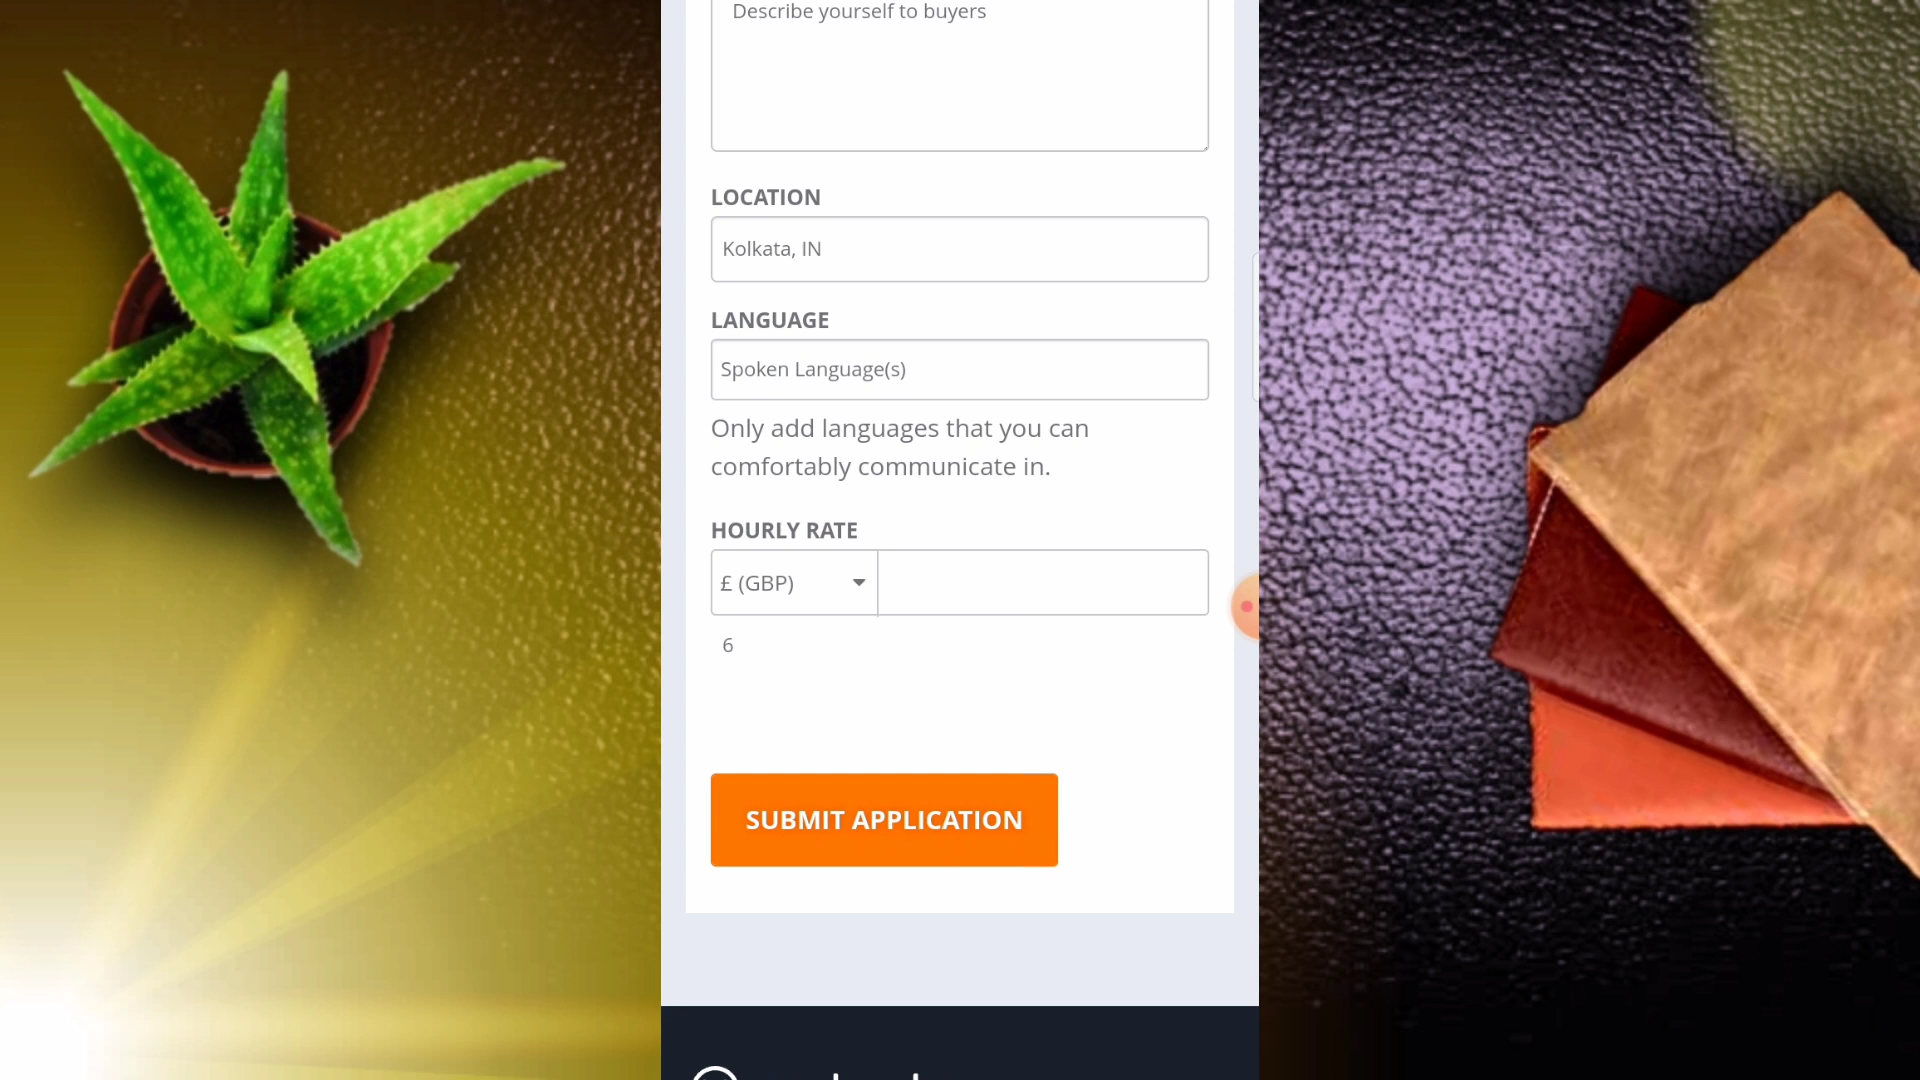 Describe yourself to buyers
LOCATION
Kolkata, IN
LANGUAGE
Spoken Language(s)
Only add languages that you can
comfortably communicate in.
HOURLY RATE
£ (GBP)
6
SUBMIT APPLICATION